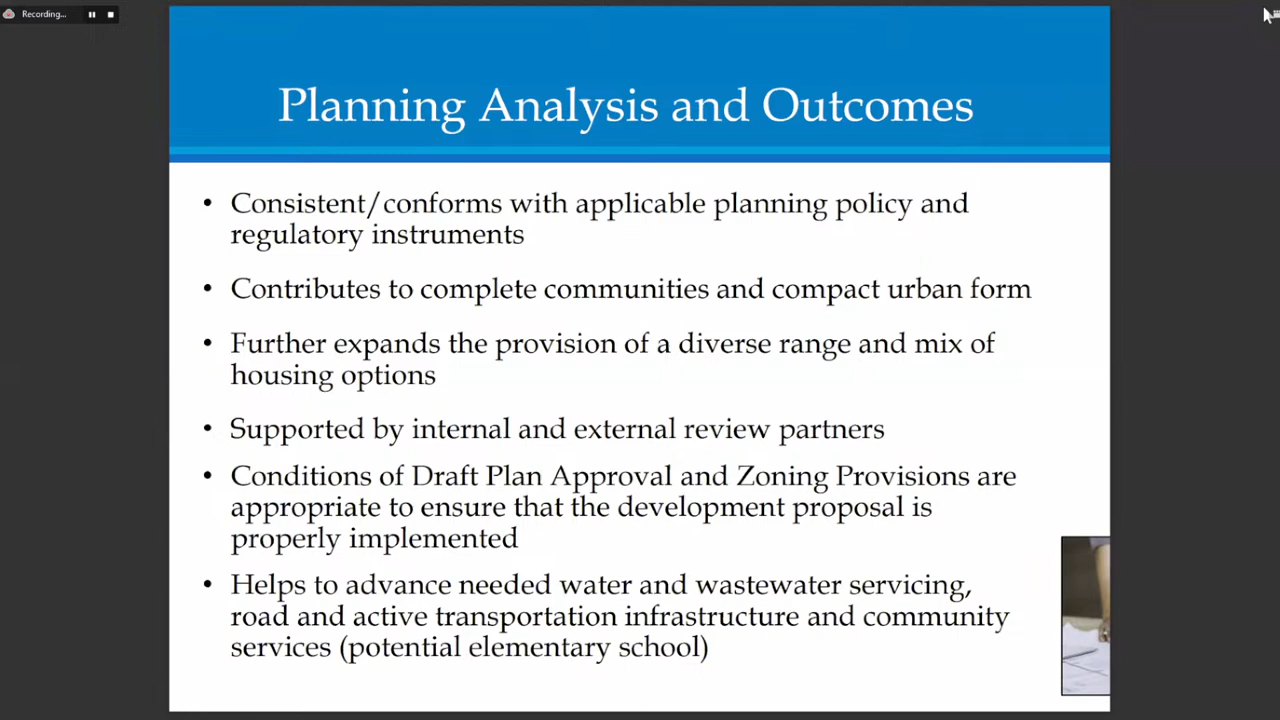 Recording...
Planning Analysis and Outcomes
• Consistent/conforms with applicable planning policy and
regulatory instruments
• Contributes to complete communities and compact urban form
• Further expands the provision of a diverse range and mix of
housing options
• Supported by internal and external review partners
• Conditions of Draft Plan Approval and Zoning Provisions are
appropriate to ensure that the development proposal is
properly implemented
• Helps to advance needed water and wastewater servicing,
road and active transportation infrastructure and community
services (potential elementary school)